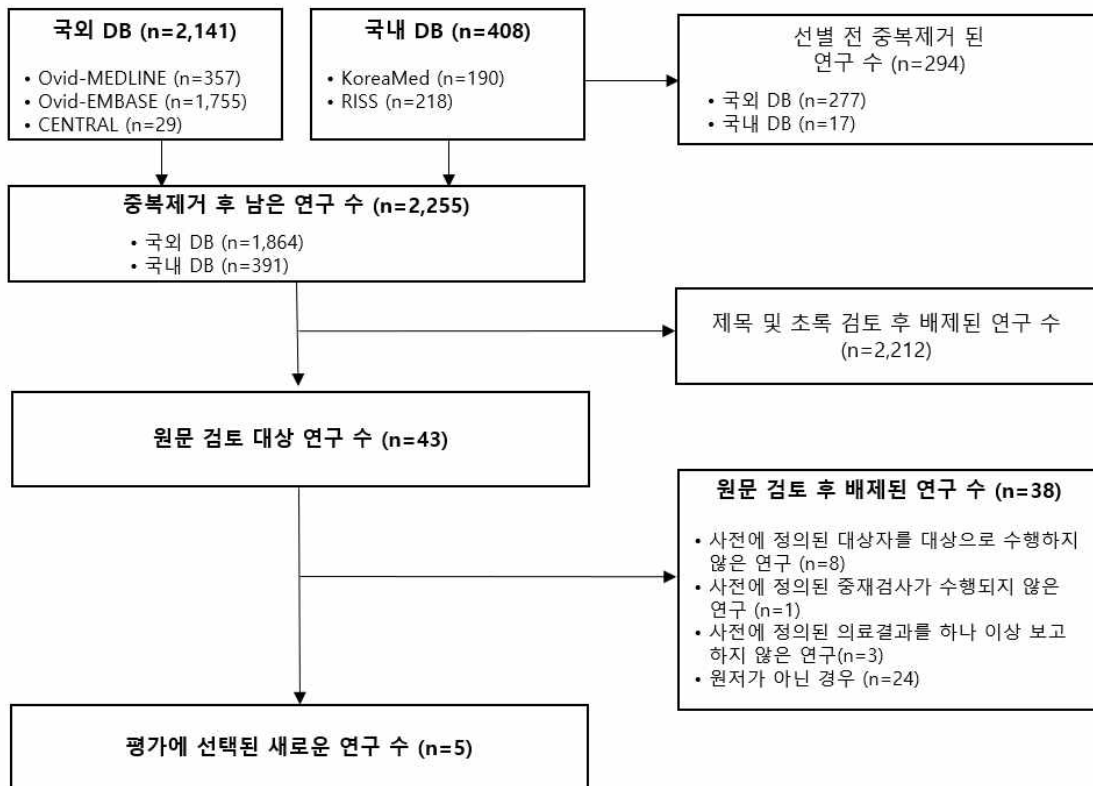 국외 DB (n=2,141)
• Ovid-MEDLINE (n=357)
• Ovid-EMBASE (n=1,755)
• CENTRAL (n=29)
국내 DB (n=408)
• KoreaMed (n=190)
• RISS (n=218)
선별 전 중복제거 된
연구 수 (n=294)
• 국외 DB (n=277)
• 국내 DB (n=17)
중복제거 후 남은 연구 수 (n=2,255)
• 국외 DB (n=1,864)
• 국내 DB (n=391)
제목 및 초록 검토 후 배제된 연구 수
(n=2,212)
원문 검토 대상 연구 수 (n=43)
원문 검토 후 배제된 연구 수 (n=38)
• 사전에 정의된 대상자를 대상으로 수행하지
않은 연구 (n=8)
• 사전에 정의된 중재검사가 수행되지 않은
연구 (n=1)
• 사전에 정의된 의료결과를 하나 이상 보고
하지 않은 연구(n=3)
• 원저가 아닌 경우 (n=24)
평가에 선택된 새로운 연구 수 (n=5)